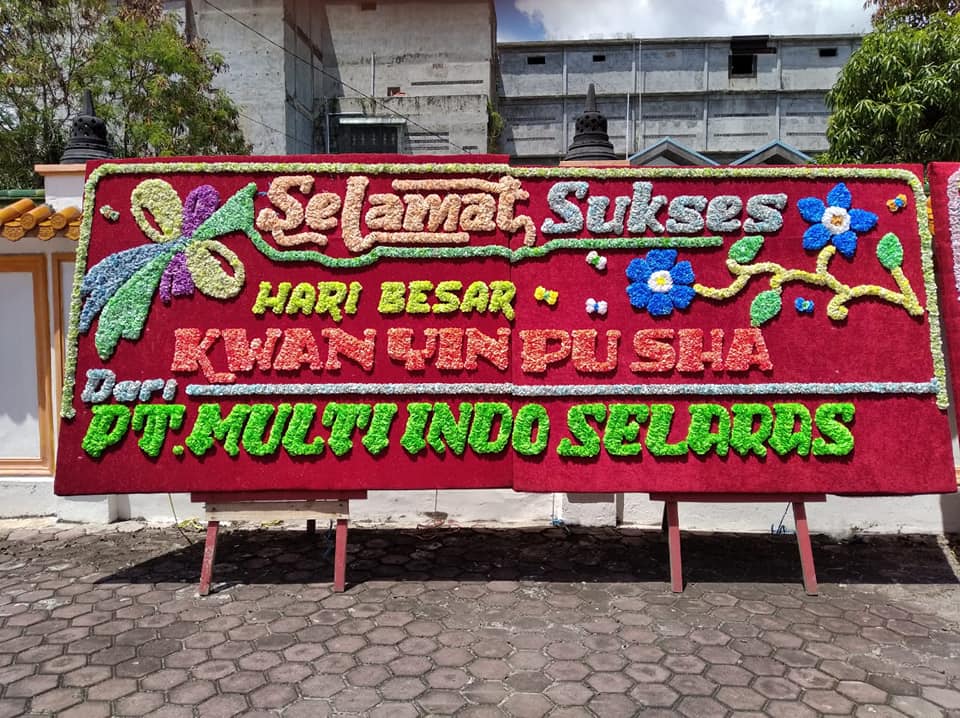 Selamat Sukses
HARI BESAR
KWAN YIN PU SHA
Dari
PT. MULTI INDO SELARAS